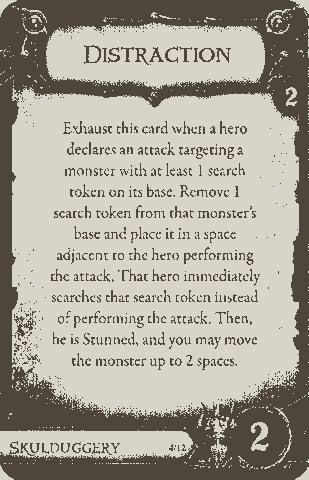 DISTRACTION
2
Exhaust this card when a hero
declares an attack targeting a
monster with at least 1 search
token on its base. Remove 1
search token from that monster's
base and place it in a space
adjacent to the hero performing
the attack. That hero immediately
searches that search token instead
of performing the attack. Then,
he is Stunned, and you may move
the monster up to 2 spaces.
SKULDUGGERY
4/12
2